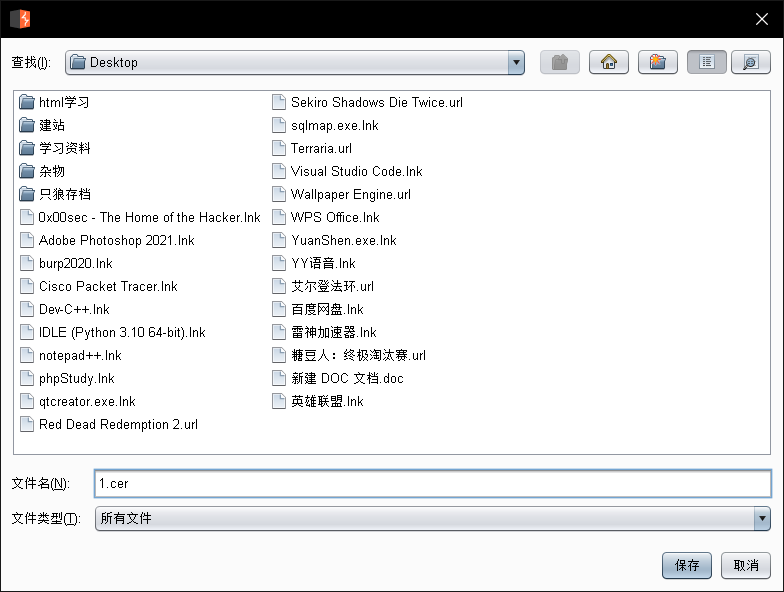 查找(I):
Desktop
html学习
建站
学习资料
杂物
只狼存档
0x00sec - The Home of the Hacker.lnk
Adobe Photoshop 2021.lnk
burp2020.lnk
Cisco Packet Tracer.lnk
Dev-C++.lnk
IDLE (Python 3.10 64-bit).lnk
notepad++.lnk
phpStudy.lnk
qtcreator.exe.lnk
Red Dead Redemption 2.url
Sekiro Shadows Die Twice.url
sqlmap.exe.lnk
Terraria.url
Visual Studio Code.lnk
Wallpaper Engine.url
WPS Office.lnk
YuanShen.exe.lnk
YY语音.lnk
艾尔登法环.url
百度网盘.lnk
雷神加速器.lnk
糖豆人：终极淘汰赛.url
新建 DOC 文档.doc
英雄联盟.lnk
文件名(N):
1.cer
文件类型(T):
所有文件
保存
取消